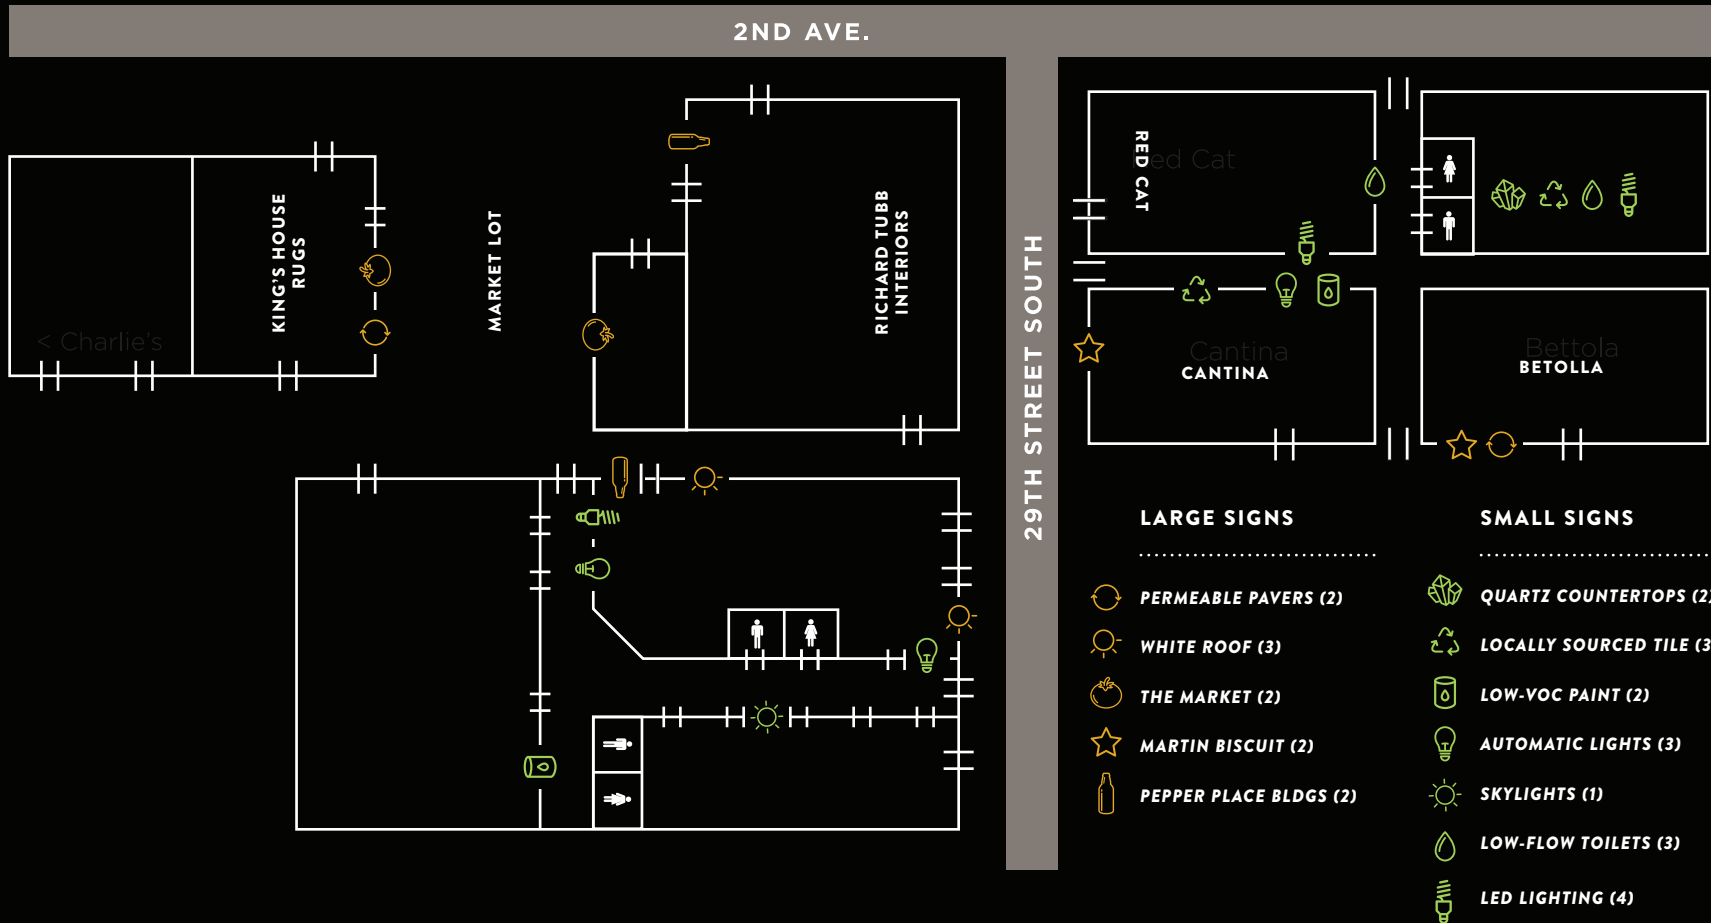 2ND AVE.
KING'S HOUSE
RUGS
< Charlie's
MARKET LOT
RICHARD TUBB
INTERIORS
29TH STREET SOUTH
RED CAT
Red Cat
Cantina
CANTINA
Bettola
BETOLLA
LARGE SIGNS
PERMEABLE PAVERS (2)
WHITE ROOF (3)
THE MARKET (2)
MARTIN BISCUIT (2)
PEPPER PLACE BLDGS (2)
SMALL SIGNS
QUARTZ COUNTERTOPS (2)
LOCALLY SOURCED TILE (3
LOW-VOC PAINT (2)
AUTOMATIC LIGHTS (3)
SKYLIGHTS (1)
LOW-FLOW TOILETS (3)
LED LIGHTING (4)